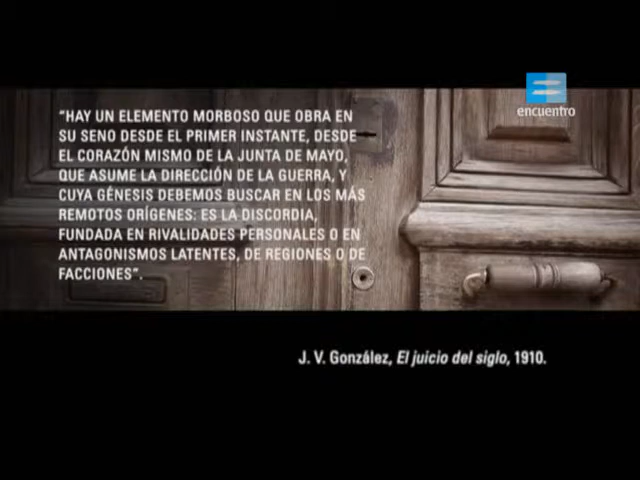 encuentro
"HAY UN ELEMENTO MORBOSO QUE OBRA EN
SU SENO DESDE EL PRIMER INSTANTE, DESDE
EL CORAZÓN MISMO DE LA JUNTA DE MAYO,
QUE ASUME LA DIRECCIÓN DE LA GUERRA, Y
CUYA GÉNESIS DEBEMOS BUSCAR EN LOS MÁS
REMOTOS ORÍGENES: ES LA DISCORDIA,
FUNDADA EN RIVALIDADES PERSONALES O EN
ANTAGONISMOS LATENTES, DE REGIONES O DE
FACCIONES".
J. V. González, El juicio del siglo, 1910.